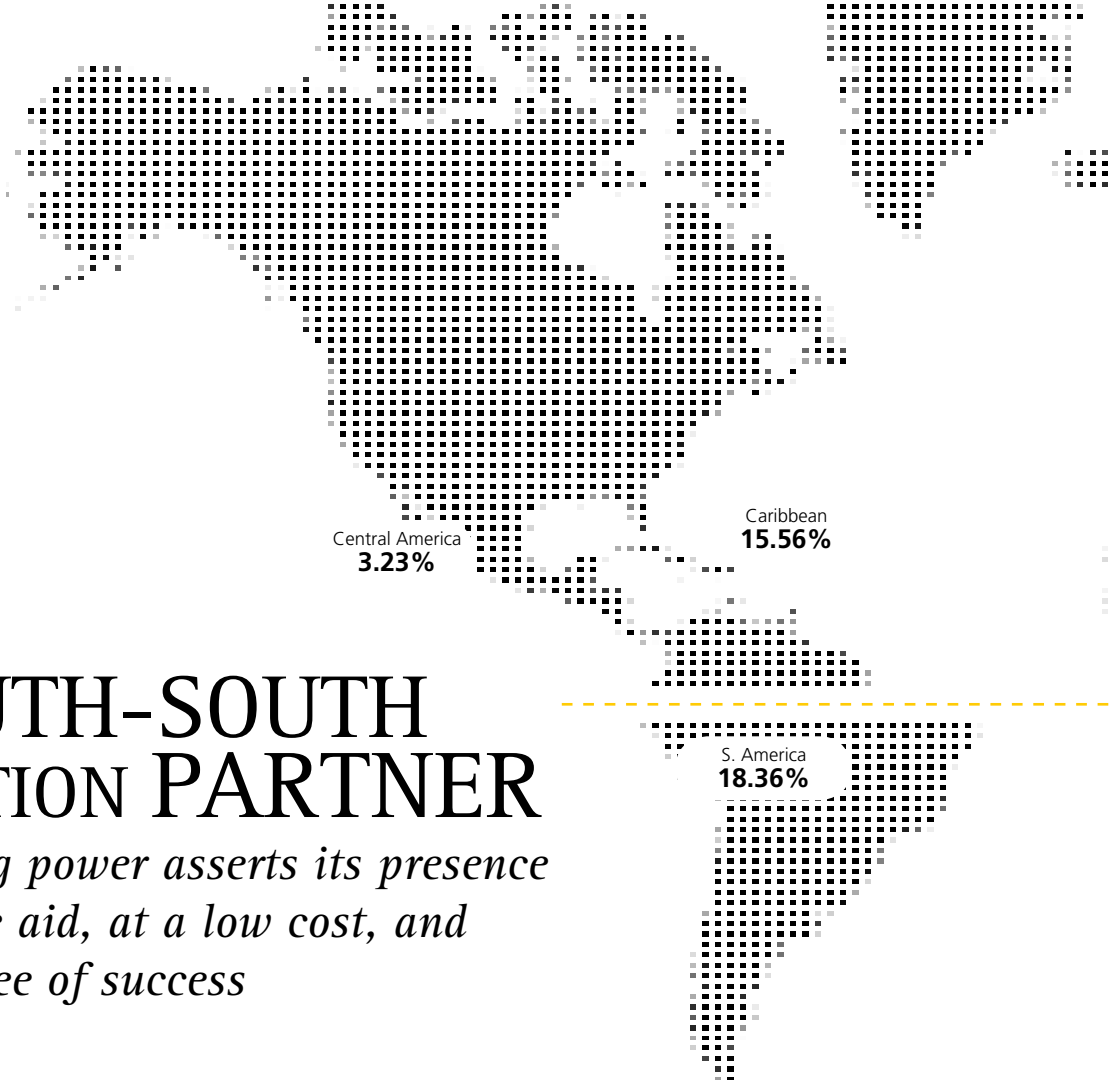 Caribbean
15.56%
Central America
3.23%
UTH-SOUTH
TION PARTNER
S. America
18.36%
g power asserts its presence
aid, at a low cost, and
ee of success